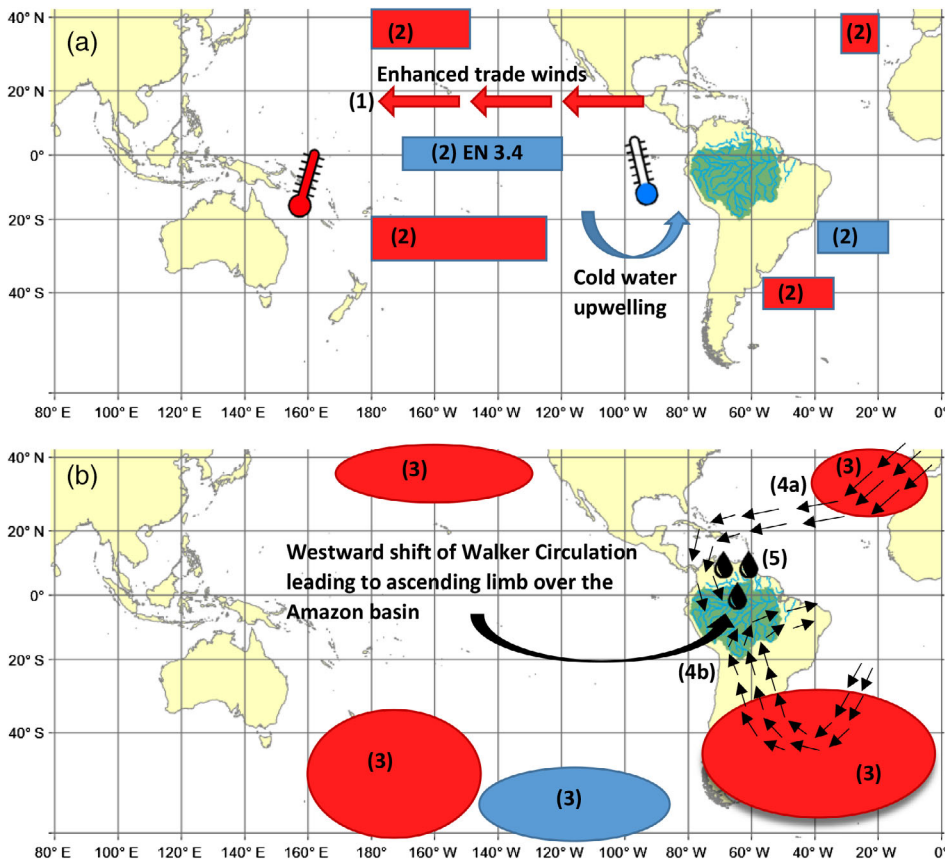 (a)
40° N
20° N
0°
20° S
40° S
(2)
(2)
Enhanced trade winds
(1)
(2) EN 3.4
(2)
(2)
(2)
Cold water
upwelling
80° E 100° E 120° E 140° E 160° E 180° 160° W 140° W 120° W 100° W 80° W 60° W 40° W 20° W 0°
(b)
40° N
20° N
0°
20° S
40° S
(3)
(3)
(4a)
(5)
Westward shift of Walker Circulation
leading to ascending limb over the
Amazon basin
(4b)
(3)
(3)
(3)
80° E 100° E 120° E 140° E 160° E 180° 160° W 140° W 120° W 100° W 80° W 60° W 40° W 20° W 0°